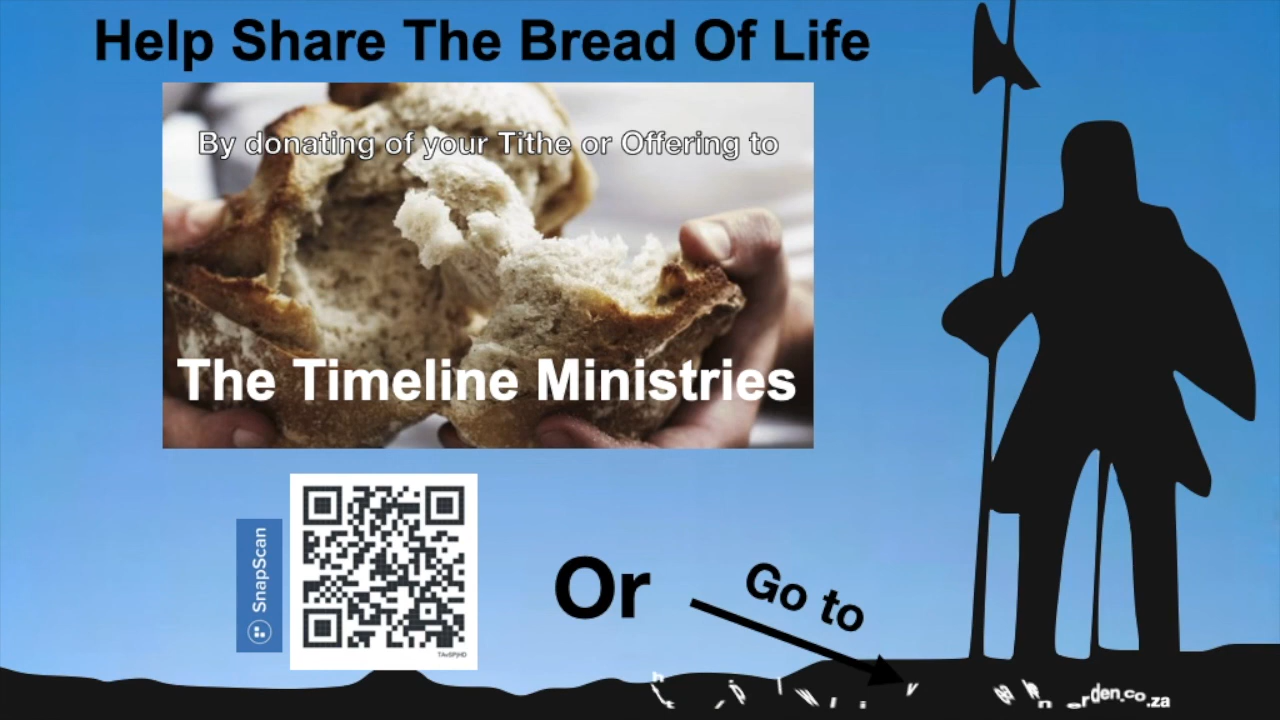 Help Share The Bread Of Life
By donating of your Tithe or Offering to
The Timeline Ministries
SnapScan
Or
Go to